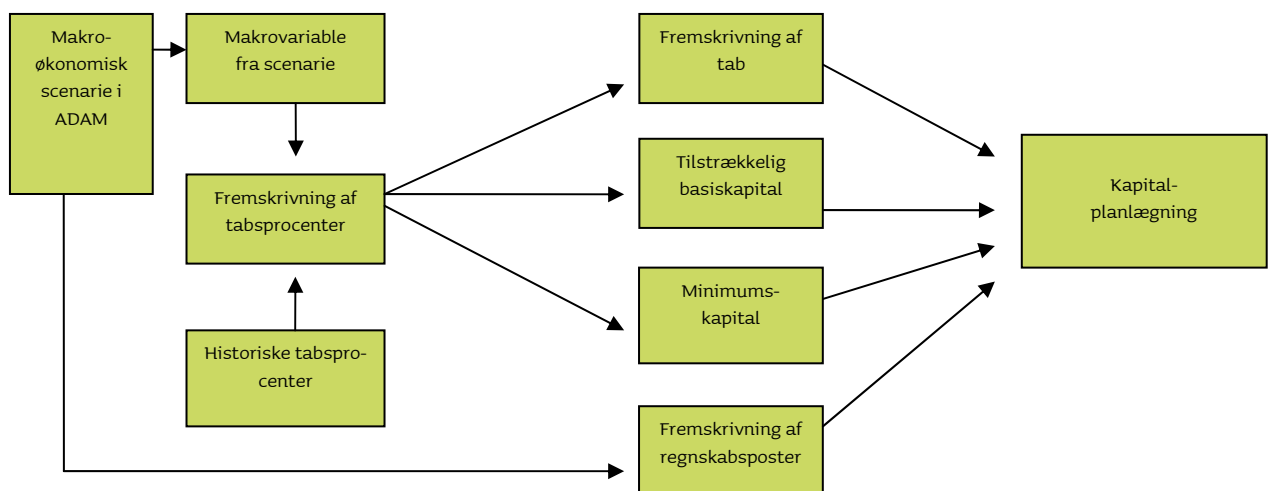 Makro-
økonomisk
scenarie i
ADAM
Makrovariable
fra scenarie
Fremskrivning af
tabsprocenter
Historiske tabspro-
center
Fremskrivning af
tab
Tilstrækkelig
basiskapital
Minimums-
kapital
Fremskrivning af
regnskabsposter
Kapital-
planlægning